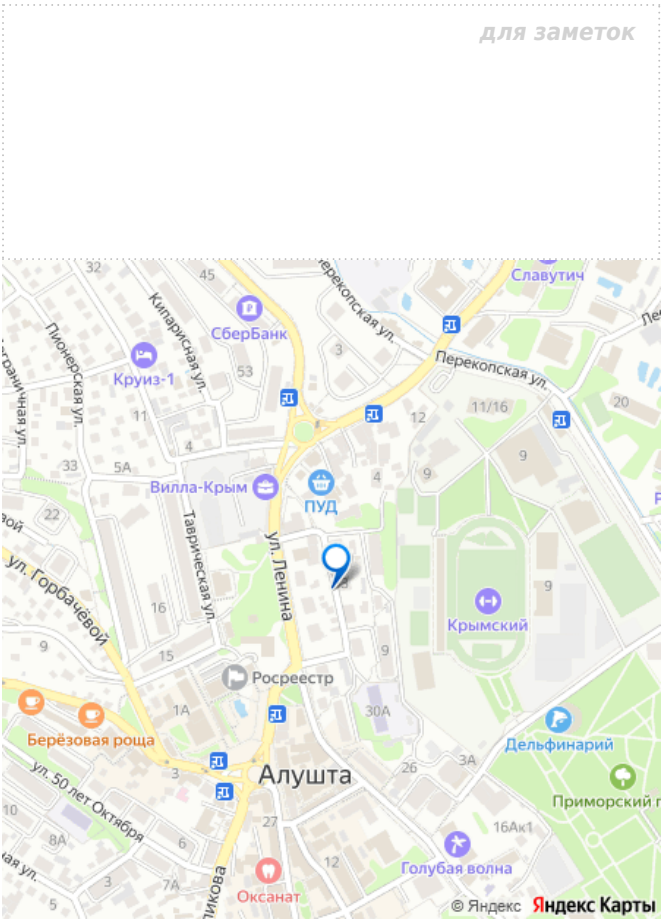 для заметок
32
45
Перекопская ул.
Славутич
Кипарисная ул.
СберБанк
Пионерская ул.
3
Круиз-1
53
Перекопская ул.
11
11/16
20
12
4
9
33
5А
9
4
Вилла-Крым
ПУД
22
Таврическая ул.
ул. Ленина
ул. Горбачёвой
16
9
Крымский
9
15
9
Росреестр
1А
30А
Берёзовая роща
Дельфинарий
3
Алушта
26
3А
ул. 50 лет Октября
Приморский п
10
27
16Ак1
8А
6
12
Голубая волна
3
7А
Оксанат
5
© Яндекс Яндекс Карты